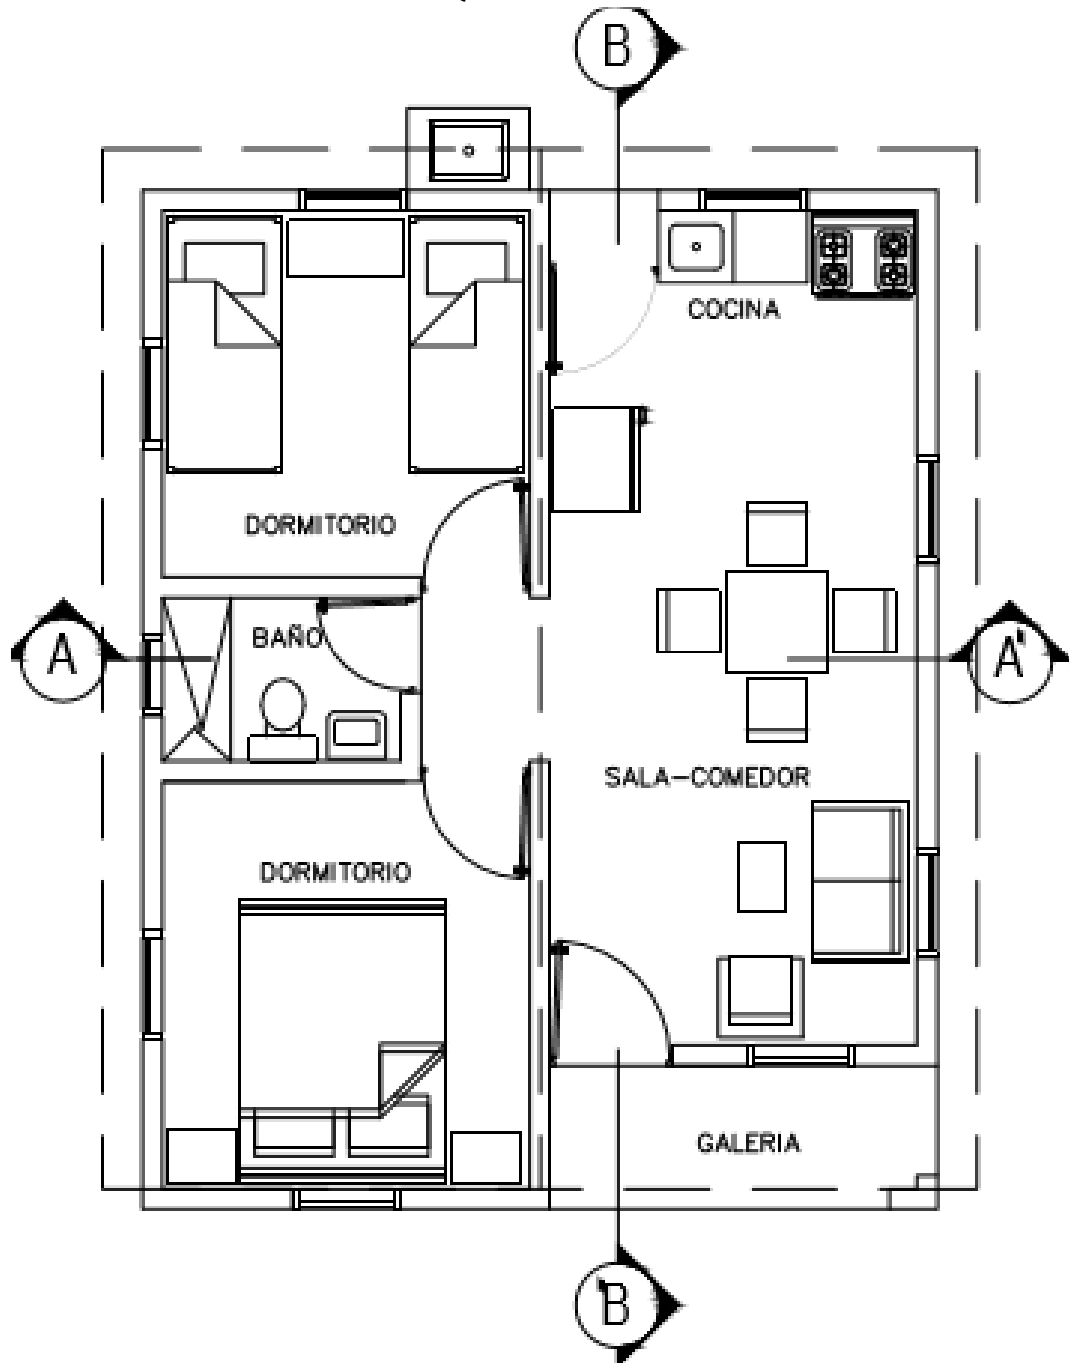 B
COCINA
DORMITORIO
BAÑO
A
A'
SALA-COMEDOR
DORMITORIO
GALERIA
B'